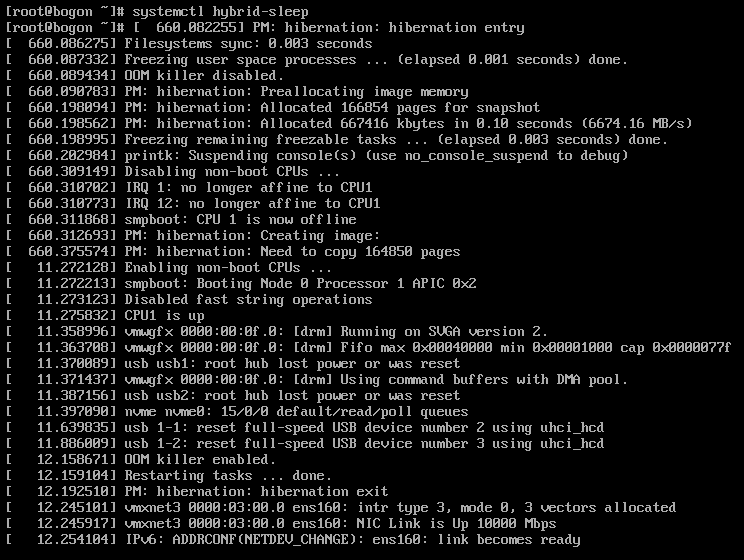 [root@bogon ~]# systemctl hybrid-sleep
[root@bogon ~]# [  660.082255] PM: hibernation: hibernation entry
[  660.086275] Filesystems sync: 0.003 seconds
[  660.087332] Freezing user space processes ... (elapsed 0.001 seconds) done.
[  660.089434] OOM killer disabled.
[  660.090783] PM: hibernation: Preallocating image memory
[  660.198094] PM: hibernation: Allocated 166854 pages for snapshot
[  660.198562] PM: hibernation: Allocated 667416 kbytes in 0.10 seconds (6674.16 MB/s)
[  660.198995] Freezing remaining freezable tasks ... (elapsed 0.003 seconds) done.
[  660.202984] printk: Suspending console(s) (use no_console_suspend to debug)
[  660.309149] Disabling non-boot CPUs ...
[  660.310702] IRQ 1: no longer affine to CPU1
[  660.310773] IRQ 12: no longer affine to CPU1
[  660.311868] smpboot: CPU 1 is now offline
[  660.312693] PM: hibernation: Creating image:
[  660.375574] PM: hibernation: Need to copy 164850 pages
[   11.272128] Enabling non-boot CPUs ...
[   11.272213] smpboot: Booting Node 0 Processor 1 APIC 0x2
[   11.273123] Disabled fast string operations
[   11.275832] CPU1 is up
[   11.358996] vmwgfx 0000:00:0f.0: [drm] Running on SVGA version 2.
[   11.363708] vmwgfx 0000:00:0f.0: [drm] Fifo max 0x00040000 min 0x00001000 cap 0x0000077f
[   11.370089] usb usb1: root hub lost power or was reset
[   11.371437] vmwgfx 0000:00:0f.0: [drm] Using command buffers with DMA pool.
[   11.387156] usb usb2: root hub lost power or was reset
[   11.397090] nvme nvme0: 15/0/0 default/read/poll queues
[   11.639835] usb 1-1: reset full-speed USB device number 2 using uhci_hcd
[   11.886009] usb 1-2: reset full-speed USB device number 3 using uhci_hcd
[   12.158671] OOM killer enabled.
[   12.159104] Restarting tasks ... done.
[   12.192510] PM: hibernation: hibernation exit
[   12.245101] vmxnet3 0000:03:00.0 ens160: intr type 3, mode 0, 3 vectors allocated
[   12.245917] vmxnet3 0000:03:00.0 ens160: NIC Link is Up 10000 Mbps
[   12.254104] IPv6: ADDRCONF(NETDEV_CHANGE): ens160: link becomes ready